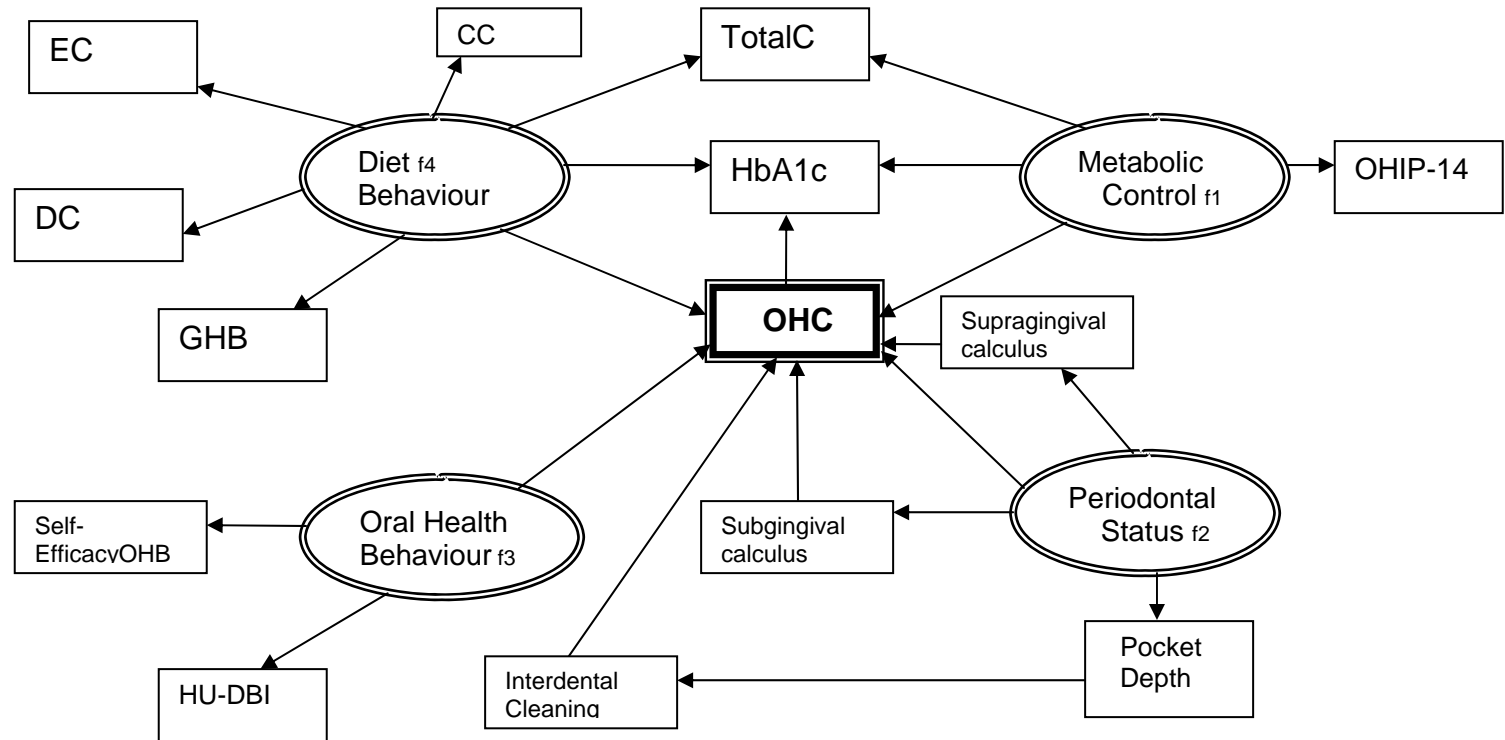 EC
CC
TotalC
Diet f4
Behaviour
HbA1c
Metabolic
Control f1
OHIP-14
DC
GHB
OHC
Supragingival
calculus
Self-
EfficacyOHB
Oral Health
Behaviour f3
Subgingival
calculus
Periodontal
Status f2
HU-DBI
Interdental
Cleaning
Pocket
Depth